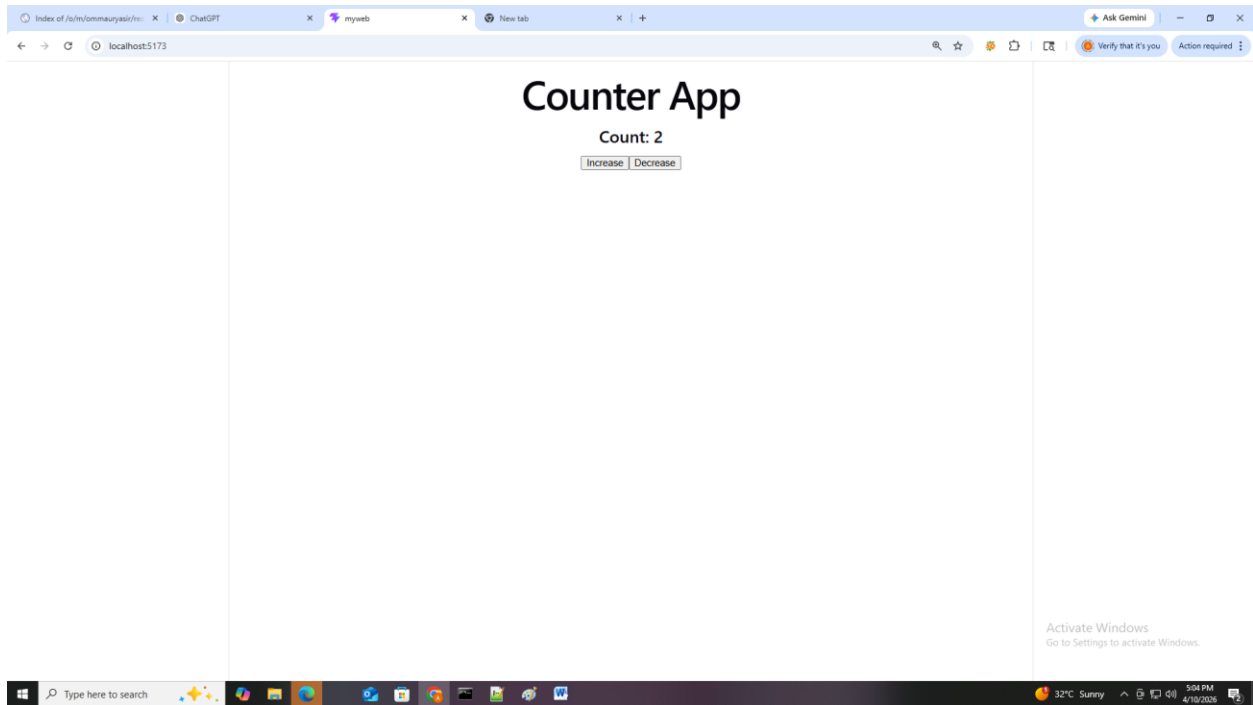 Index of /o/m/ommauryasir/re
ChatGPT
myweb
New tab
Ask Gemini
localhost:5173
Verify that it's you
Action required
Counter App
Count: 2
Increase Decrease
Activate Windows
Go to Settings to activate Windows.
Type here to search
32°C Sunny
5:04 PM
4/10/2026
2